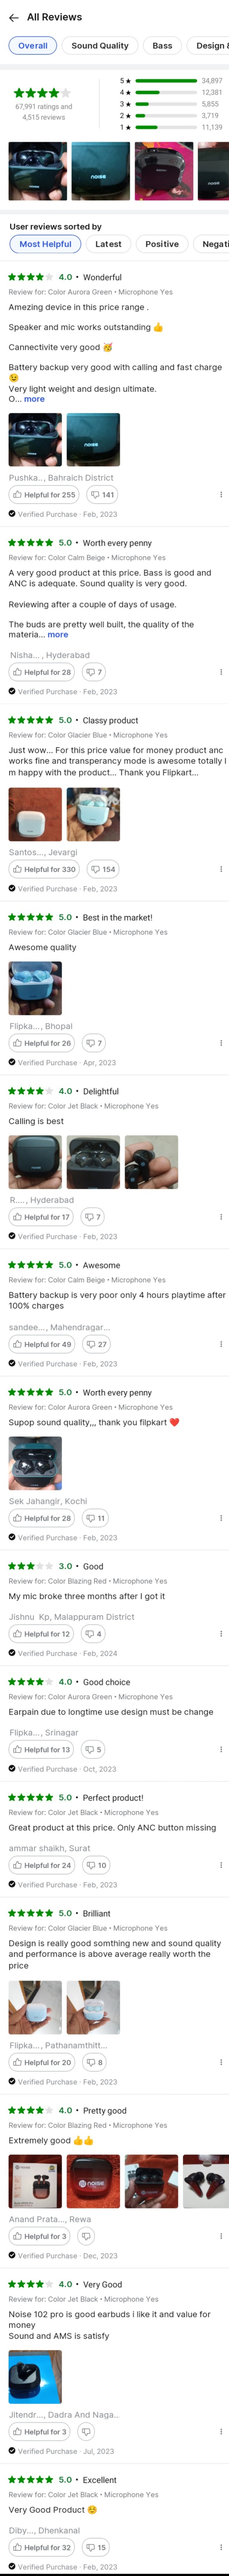 All Reviews
Overall
Sound Quality
Bass
Design &
67,991 ratings and
4,515 reviews
5 ★ 34,897
4 ★ 12,381
3 ★ 5,855
2 ★ 3,719
1 ★ 11,139
noise
User reviews sorted by
Most Helpful
Latest
Positive
Negati
4.0 • Wonderful
Review for: Color Aurora Green • Microphone Yes
Amezing device in this price range .
Speaker and mic works outstanding 👍
Cannectivite very good 🥳
Battery backup very good with calling and fast charge
😉
Very light weight and design ultimate.
O... more
noise
Pushka..., Bahraich District
Helpful for 255
141
Verified Purchase · Feb, 2023
5.0 • Worth every penny
Review for: Color Calm Beige • Microphone Yes
A very good product at this price. Bass is good and
ANC is adequate. Sound quality is very good.
Reviewing after a couple of days of usage.
The buds are pretty well built, the quality of the
materia... more
Nisha..., Hyderabad
Helpful for 28
7
Verified Purchase · Feb, 2023
5.0 • Classy product
Review for: Color Glacier Blue • Microphone Yes
Just wow... For this price value for money product anc
works fine and transperancy mode is awesome totally I
m happy with the product... Thank you Flipkart...
Santos..., Jevargi
Helpful for 330
154
Verified Purchase · Feb, 2023
5.0 • Best in the market!
Review for: Color Glacier Blue • Microphone Yes
Awesome quality
Flipka..., Bhopal
Helpful for 26
7
Verified Purchase · Apr, 2023
4.0 • Delightful
Review for: Color Jet Black • Microphone Yes
Calling is best
R...., Hyderabad
Helpful for 17
7
Verified Purchase · Feb, 2023
5.0 • Awesome
Review for: Color Calm Beige • Microphone Yes
Battery backup is very poor only 4 hours playtime after
100% charges
sandee..., Mahendragar...
Helpful for 49
27
Verified Purchase · Feb, 2023
5.0 • Worth every penny
Review for: Color Aurora Green • Microphone Yes
Supop sound quality,,, thank you filpkart ❤️
Sek Jahangir, Kochi
Helpful for 28
11
Verified Purchase · Feb, 2023
3.0 • Good
Review for: Color Blazing Red • Microphone Yes
My mic broke three months after I got it
Jishnu Kp, Malappuram District
Helpful for 12
4
Verified Purchase · Feb, 2024
4.0 • Good choice
Review for: Color Aurora Green • Microphone Yes
Earpain due to longtime use design must be change
Flipka..., Srinagar
Helpful for 13
5
Verified Purchase · Oct, 2023
5.0 • Perfect product!
Review for: Color Jet Black • Microphone Yes
Great product at this price. Only ANC button missing
ammar shaikh, Surat
Helpful for 24
10
Verified Purchase · Feb, 2023
5.0 • Brilliant
Review for: Color Glacier Blue • Microphone Yes
Design is really good somthing new and sound quality
and performance is above average really worth the
price
Flipka..., Pathanamthitt...
Helpful for 20
8
Verified Purchase · Feb, 2023
4.0 • Pretty good
Review for: Color Blazing Red • Microphone Yes
Extremely good 👍👍
noise
Anand Prata..., Rewa
Helpful for 3
Verified Purchase · Dec, 2023
4.0 • Very Good
Review for: Color Jet Black • Microphone Yes
Noise 102 pro is good earbuds i like it and value for
money
Sound and AMS is satisfy
Jitendr..., Dadra And Naga..
Helpful for 3
Verified Purchase · Jul, 2023
5.0 • Excellent
Review for: Color Jet Black • Microphone Yes
Very Good Product ☺️
Diby..., Dhenkanal
Helpful for 32
15
Verified Purchase · Feb, 2023